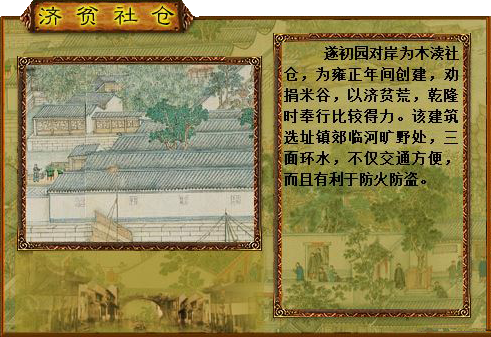 济贫社仓
遂初园对岸为木渎社
仓，为雍正年间创建，劝
捐米谷，以济贫荒，乾隆
时奉行比较得力。该建筑
选址镇郊临河旷野处，三
面环水，不仅交通方便，
而且有利于防火防盗。